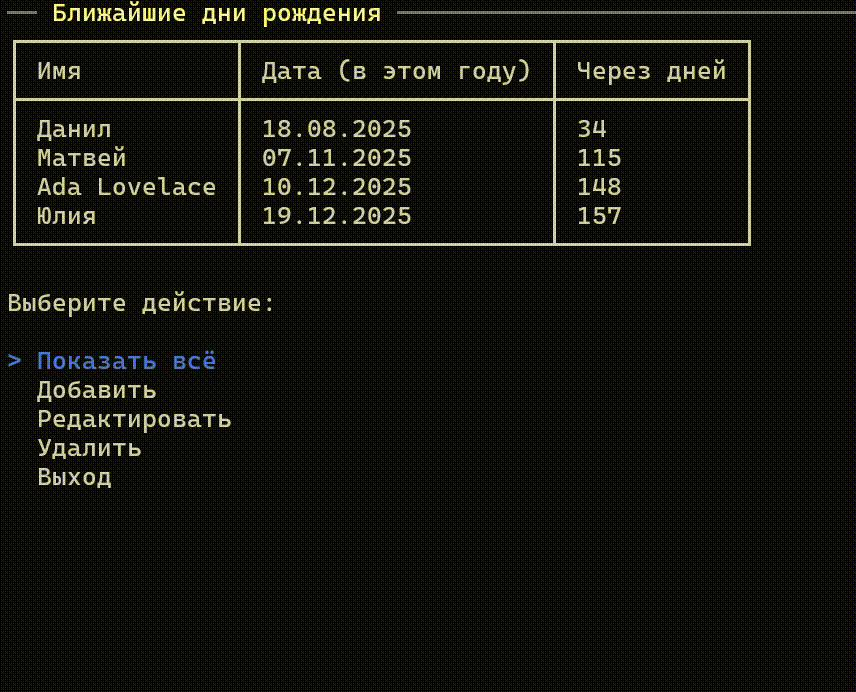 Ближайшие дни рождения
Имя Дата (в этом году) Через дней
Данил 18.08.2025 34
Матвей 07.11.2025 115
Ada Lovelace 10.12.2025 148
Юлия 19.12.2025 157
Выберите действие:
> Показать всё
Добавить
Редактировать
Удалить
Выход